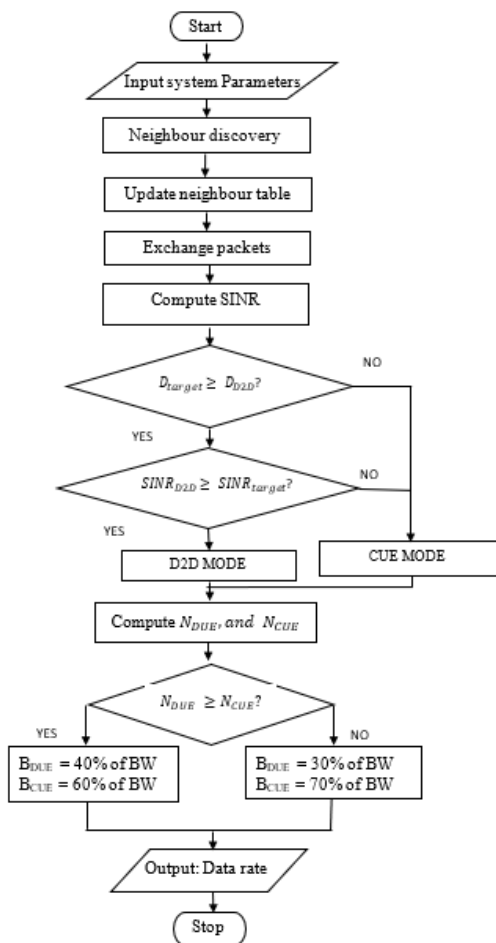 Start
Input system Parameters
Neighbour discovery
Update neighbour table
Exchange packets
Compute SINR
NO
D_target ≥ D_D2D?
YES
NO
SINR_D2D ≥ SINR_target?
YES
D2D MODE
CUE MODE
Compute N_DUE, and N_CUE
N_DUE ≥ N_CUE?
YES
NO
B_DUE = 40% of BW
B_CUE = 60% of BW
B_DUE = 30% of BW
B_CUE = 70% of BW
Output: Data rate
Stop